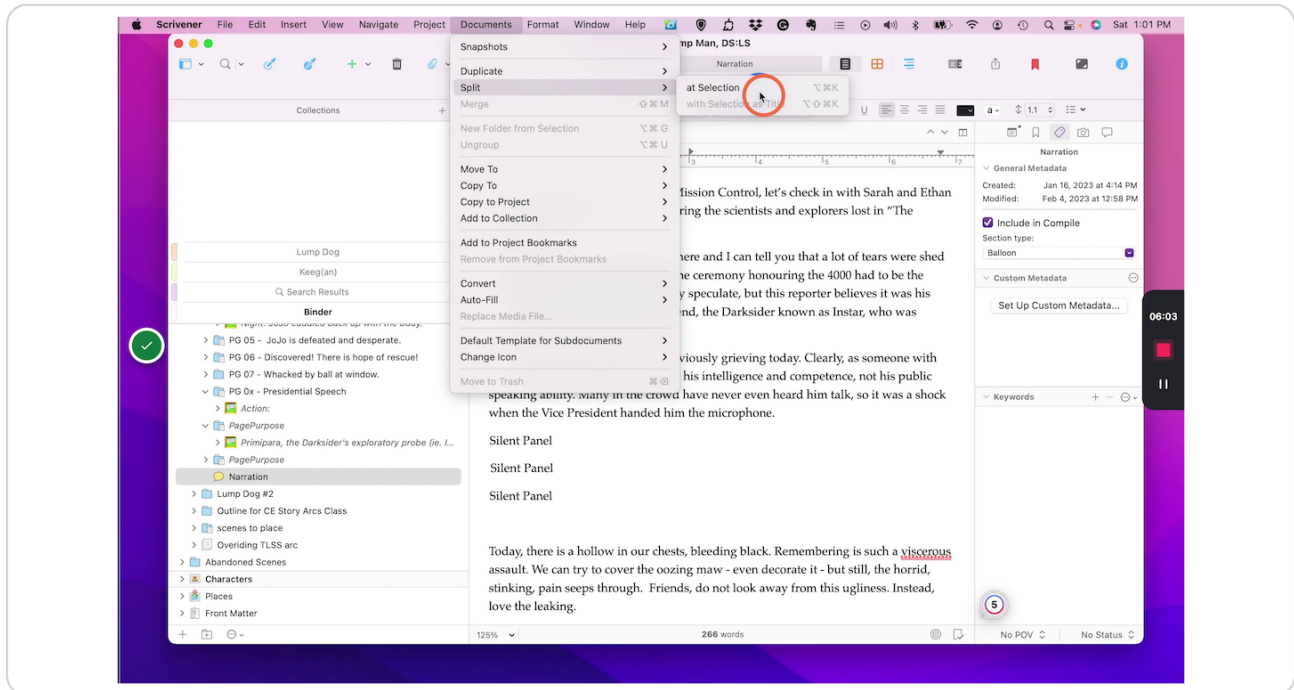 Scrivener File Edit Insert View Navigate Project Documents Format Window Help Sat 1:01 PM
mp Man, DS:LS
Narration
Collections
Snapshots
Duplicate
Split
Merge ⇧⌘M
New Folder from Selection ⌥⌘G
Ungroup ⌥⌘U
Move To
Copy To
Copy to Project
Add to Collection
Add to Project Bookmarks
Remove from Project Bookmarks
Convert
Auto-Fill
Replace Media File...
Default Template for Subdocuments
Change Icon
Move to Trash ⌘⌫
at Selection ⌥⌘K
with Selection as Title ⌥⇧⌘K
U a 1.1
3 4 5 6 7
Lump Dog
Keeg(an)
Search Results
Binder
Night: JoJo cuddled back up with the body.
PG 05 - JoJo is defeated and desperate.
PG 06 - Discovered! There is hope of rescue!
PG 07 - Whacked by ball at window.
PG 0x - Presidential Speech
Action:
PagePurpose
Primipara, the Darksider's exploratory probe (ie. I...
PagePurpose
Narration
Lump Dog #2
Outline for CE Story Arcs Class
scenes to place
Overiding TLSS arc
Abandoned Scenes
Characters
Places
Front Matter
Mission Control, let's check in with Sarah and Ethan
ring the scientists and explorers lost in "The
here and I can tell you that a lot of tears were shed
he ceremony honouring the 4000 had to be the
y speculate, but this reporter believes it was his
end, the Darksider known as Instar, who was
viously grieving today. Clearly, as someone with
his intelligence and competence, not his public
speaking ability. Many in the crowd have never even heard him talk, so it was a shock
when the Vice President handed him the microphone.
Silent Panel
Silent Panel
Silent Panel
Today, there is a hollow in our chests, bleeding black. Remembering is such a viscerous
assault. We can try to cover the oozing maw - even decorate it - but still, the horrid,
stinking, pain seeps through. Friends, do not look away from this ugliness. Instead,
love the leaking.
125%
266 words
Narration
General Metadata
Created: Jan 16, 2023 at 4:14 PM
Modified: Feb 4, 2023 at 12:58 PM
Include in Compile
Section type:
Balloon
Custom Metadata
Set Up Custom Metadata...
Keywords
5
No POV No Status
06:03